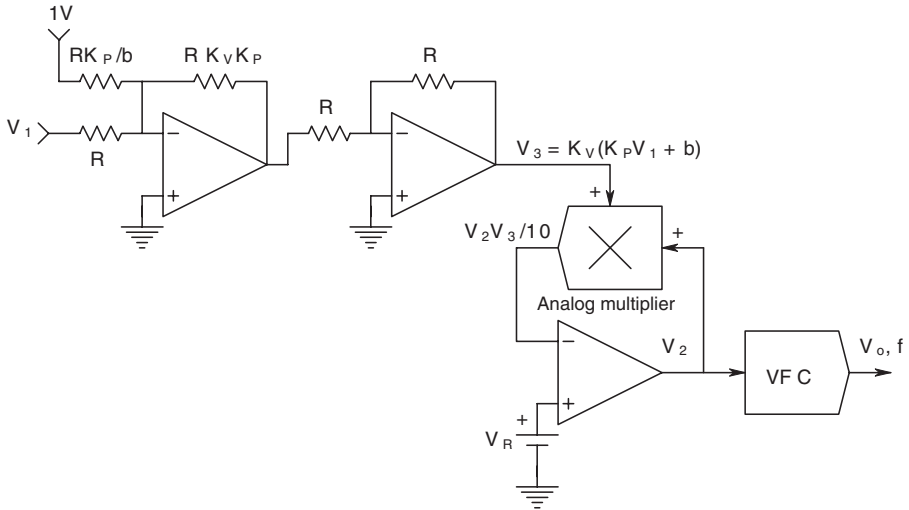 1V
RK P /b
R K V K P
R
R
V 1
R
V 3 = K V (K P V 1 + b)
−
+
−
+
+
V 2 V 3 /10
+
Analog multiplier
−
+
V 2
V o , f
VF C
+
V R